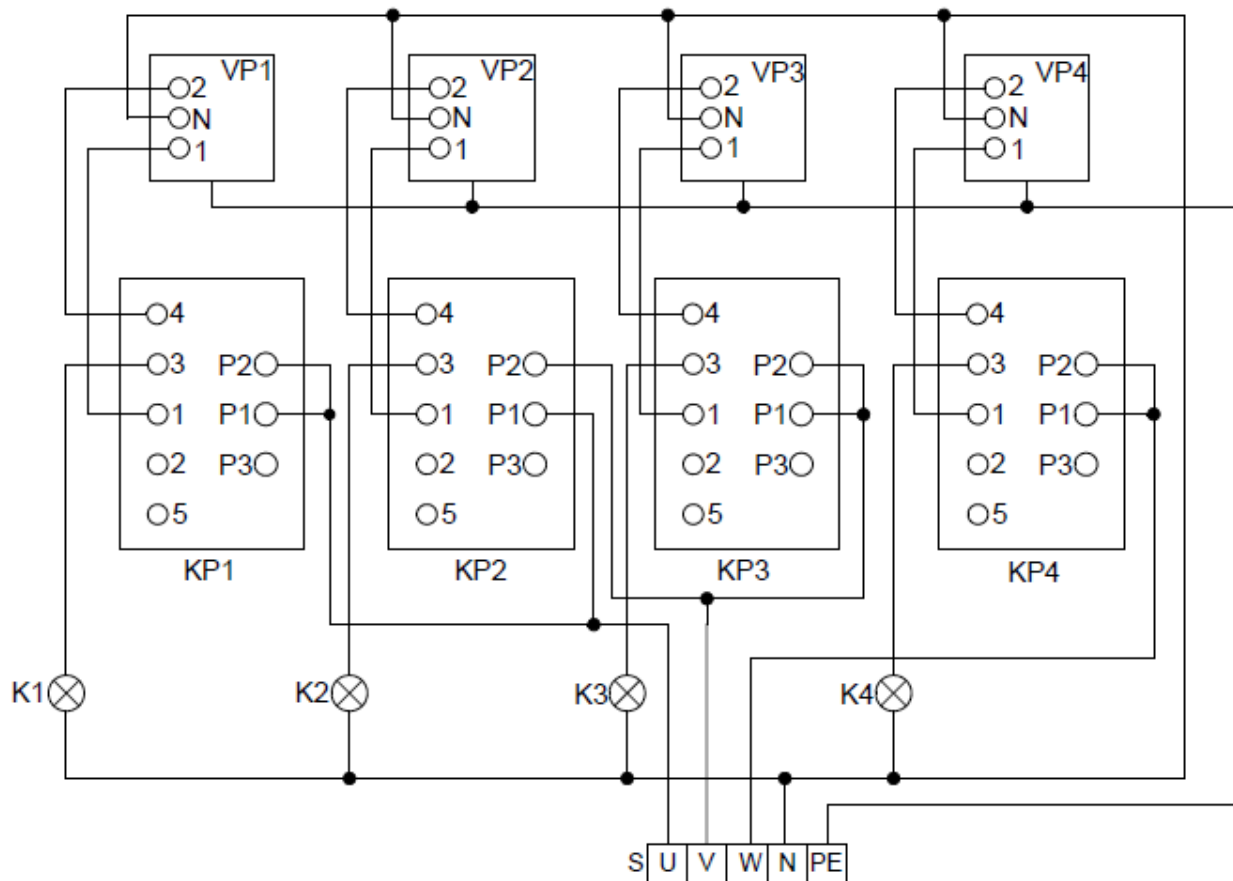 VP1 VP2 VP3 VP4
2 2 2 2
N N N N
1 1 1 1
4 4 4 4
3 P2 3 P2 3 P2 3 P2
1 P1 1 P1 1 P1 1 P1
2 P3 2 P3 2 P3 2 P3
5 5 5 5
KP1 KP2 KP3 KP4
K1 K2 K3 K4
S U V W N PE